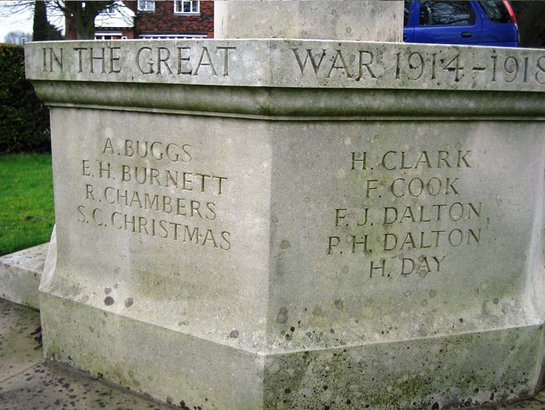 IN THE GREAT WAR 1914-1918
A. BUGGS
E. H. BURNETT
R. CHAMBERS
S. C. CHRISTMAS
H. CLARK
F. COOK
F. J. DALTON
P. H. DALTON
H. DAY